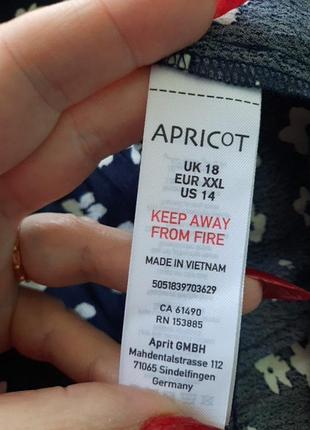 APRICOT
UK 18
EUR XXL
US 14
KEEP AWAY
FROM FIRE
MADE IN VIETNAM
5051839703629
CA 61490
RN 153885
Aprit GMBH
Mahdentalstrasse 112
71065 Sindelfingen
Germany